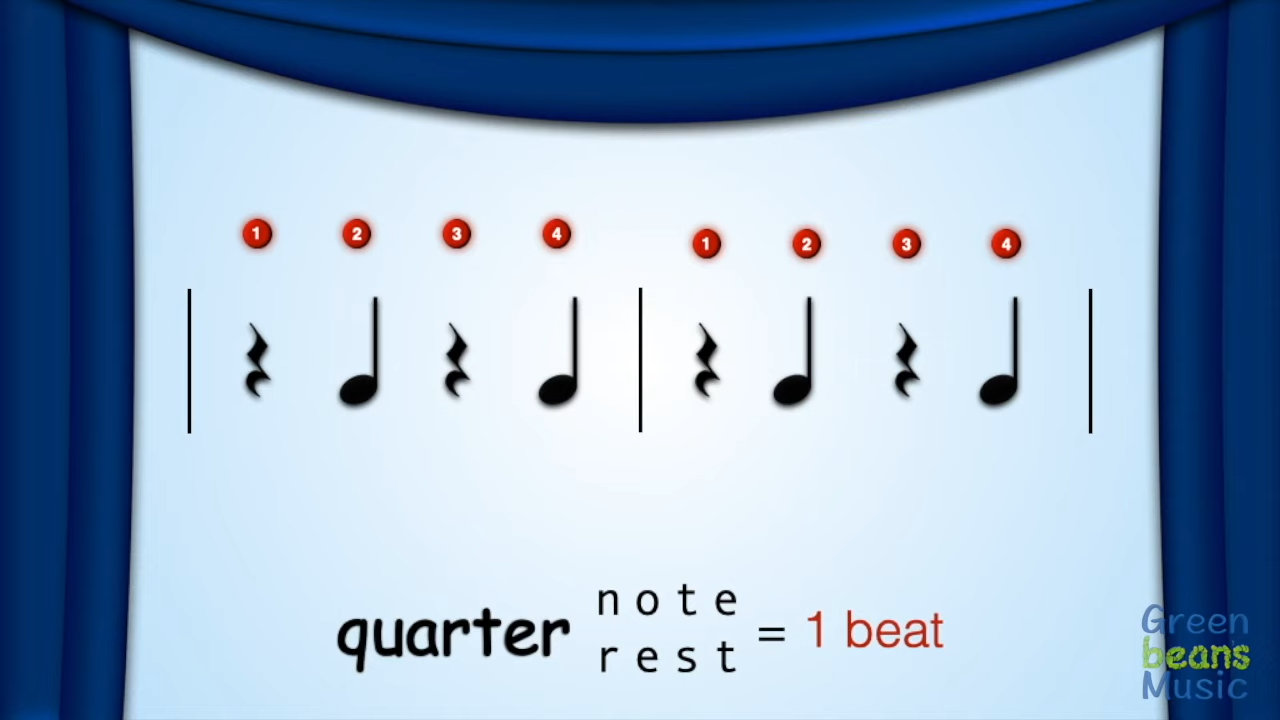 1 2 3 4 1 2 3 4
note
quarter = 1 beat
rest
Green
beans
Music